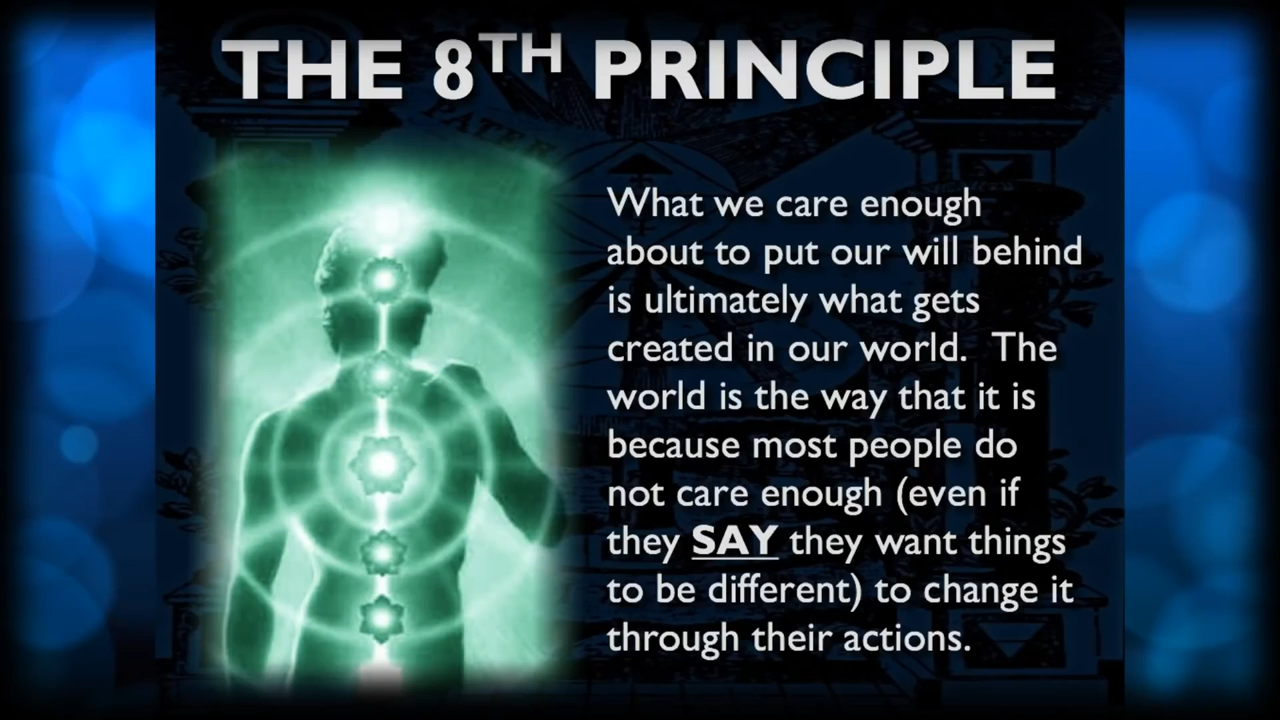 THE 8TH PRINCIPLE
What we care enough
about to put our will behind
is ultimately what gets
created in our world. The
world is the way that it is
because most people do
not care enough (even if
they SAY they want things
to be different) to change it
through their actions.